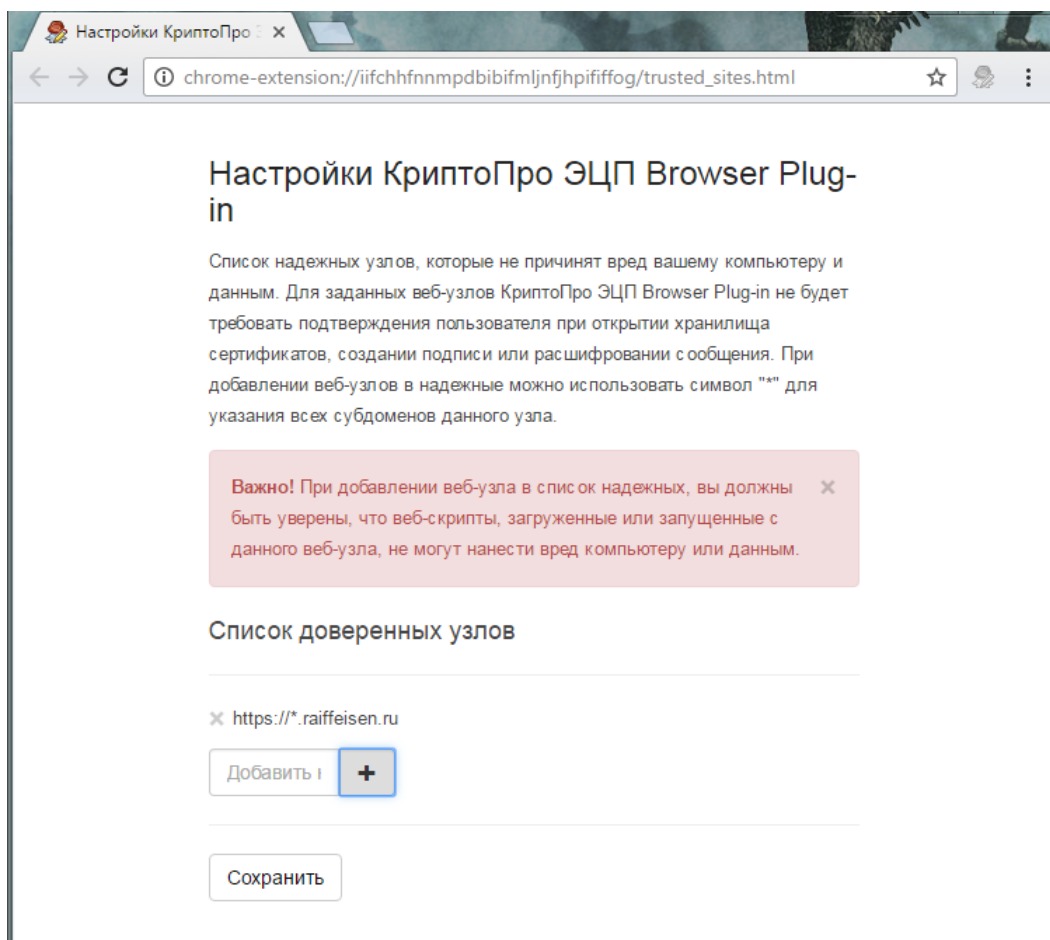 Настройки КриптоПро Э
chrome-extension://iifchhfnnmpdbibifmljnfjhpififfog/trusted_sites.html
Настройки КриптоПро ЭЦП Browser Plug-
in
Список надежных узлов, которые не причинят вред вашему компьютеру и
данным. Для заданных веб-узлов КриптоПро ЭЦП Browser Plug-in не будет
требовать подтверждения пользователя при открытии хранилища
сертификатов, создании подписи или расшифровании сообщения. При
добавлении веб-узлов в надежные можно использовать символ "*" для
указания всех субдоменов данного узла.
Важно! При добавлении веб-узла в список надежных, вы должны
быть уверены, что веб-скрипты, загруженные или запущенные с
данного веб-узла, не могут нанести вред компьютеру или данным.
Список доверенных узлов
https://*.raiffeisen.ru
Добавить
Сохранить